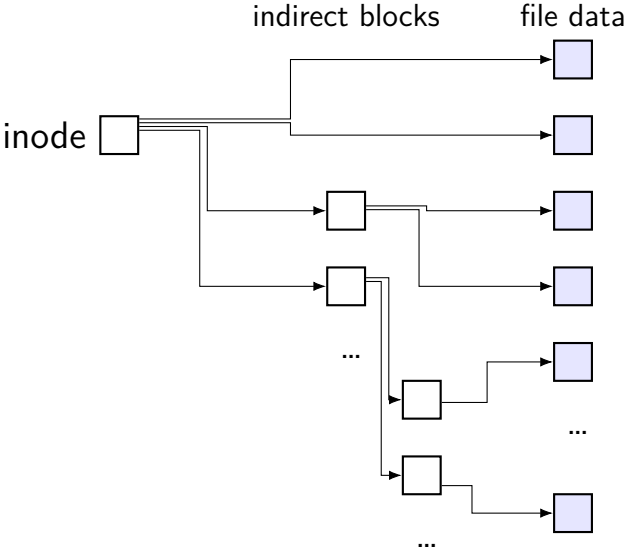 indirect blocks
file data
inode
...
...
...